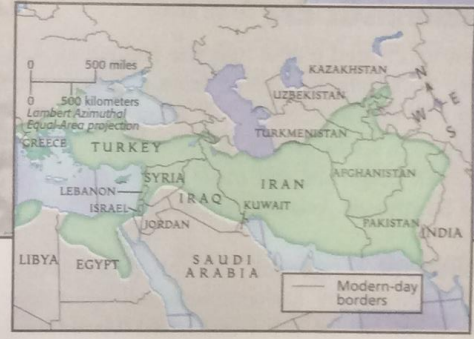 0 500 miles
0 500 kilometers
Lambert Azimuthal
Equal-Area projection
KAZAKHSTAN
UZBEKISTAN
TURKMENISTAN
N
E
W
S
GREECE
TURKEY
SYRIA
LEBANON
ISRAEL
IRAQ
IRAN
AFGHANISTAN
KUWAIT
JORDAN
PAKISTAN
INDIA
LIBYA
EGYPT
SAUDI
ARABIA
Modern-day
borders